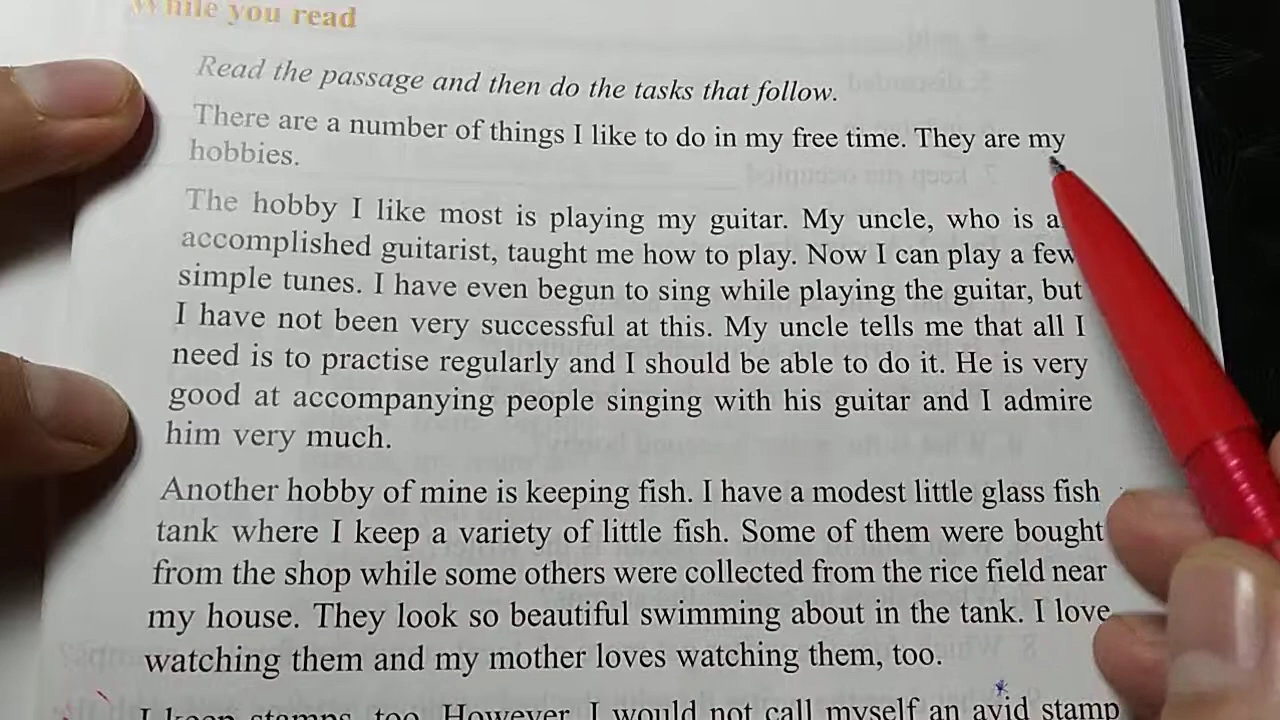 While you read
Read the passage and then do the tasks that follow.
There are a number of things I like to do in my free time. They are my
hobbies.
The hobby I like most is playing my guitar. My uncle, who is a
accomplished guitarist, taught me how to play. Now I can play a few
simple tunes. I have even begun to sing while playing the guitar, but
I have not been very successful at this. My uncle tells me that all I
need is to practise regularly and I should be able to do it. He is very
good at accompanying people singing with his guitar and I admire
him very much.
Another hobby of mine is keeping fish. I have a modest little glass fish
tank where I keep a variety of little fish. Some of them were bought
from the shop while some others were collected from the rice field near
my house. They look so beautiful swimming about in the tank. I love
watching them and my mother loves watching them, too.
I keep stamps, too. However, I would not call myself an avid stamp